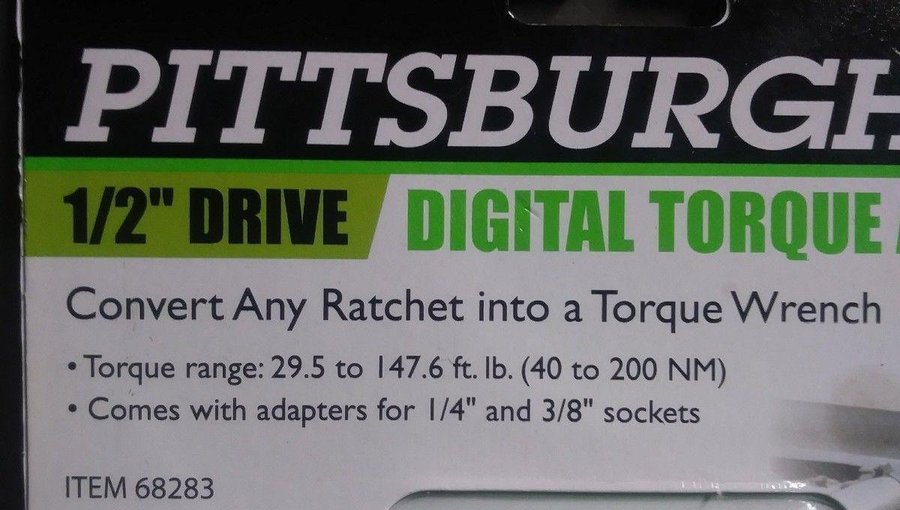 PITTSBURGH
1/2" DRIVE DIGITAL TORQUE
Convert Any Ratchet into a Torque Wrench
• Torque range: 29.5 to 147.6 ft. lb. (40 to 200 NM)
• Comes with adapters for 1/4" and 3/8" sockets
ITEM 68283